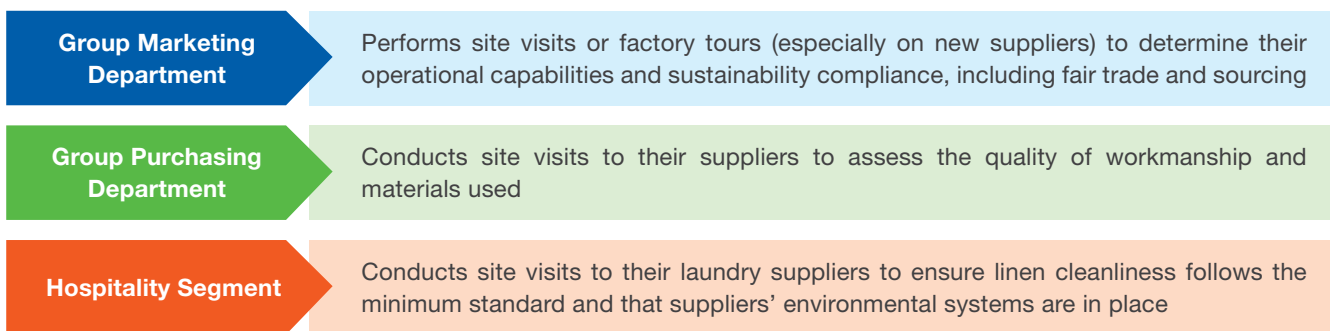 Group Marketing
Department
Performs site visits or factory tours (especially on new suppliers) to determine their
operational capabilities and sustainability compliance, including fair trade and sourcing
Group Purchasing
Department
Conducts site visits to their suppliers to assess the quality of workmanship and
materials used
Hospitality Segment
Conducts site visits to their laundry suppliers to ensure linen cleanliness follows the
minimum standard and that suppliers’ environmental systems are in place